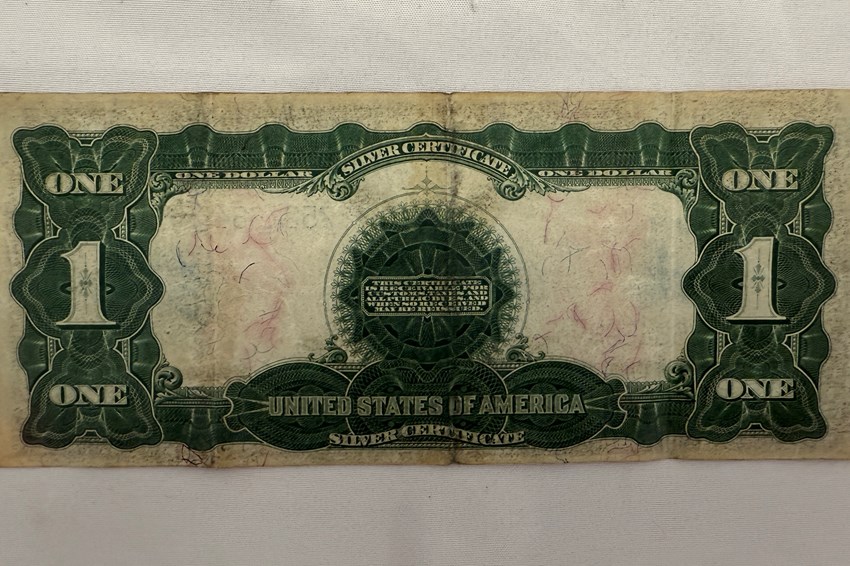 SILVER CERTIFICATE
ONE DOLLAR ONE DOLLAR
ONE ONE
THIS CERTIFICATE
IS RECEIVABLE FOR
CUSTOMS, TAXES AND
ALL PUBLIC DUES, AND
WHEN SO RECEIVED
MAY BE REISSUED.
1 1
ONE ONE
UNITED STATES OF AMERICA
SILVER CERTIFICATE